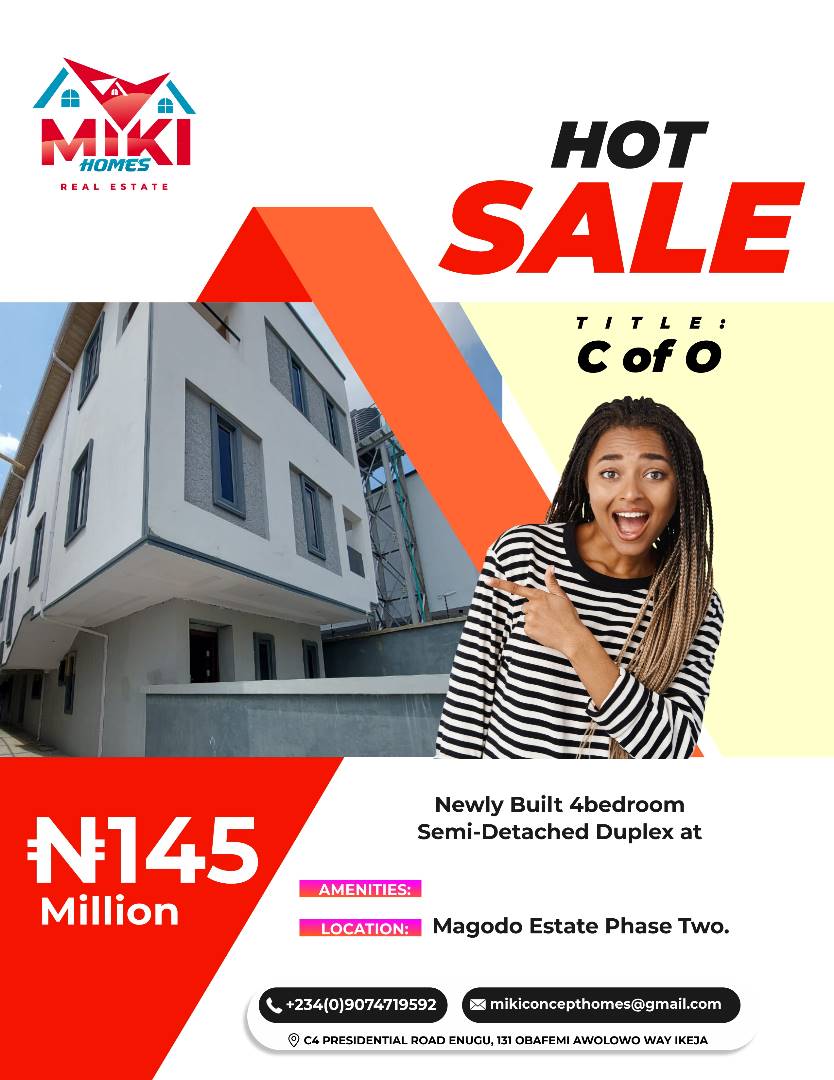 MIKI
HOMES
REAL ESTATE
HOT
SALE
TITLE:
C of O
₦145
Million
Newly Built 4bedroom
Semi-Detached Duplex at
AMENITIES:
LOCATION: Magodo Estate Phase Two.
+234(0)9074719592 mikiconcepthomes@gmail.com
C4 PRESIDENTIAL ROAD ENUGU, 131 OBAFEMI AWOLOWO WAY IKEJA